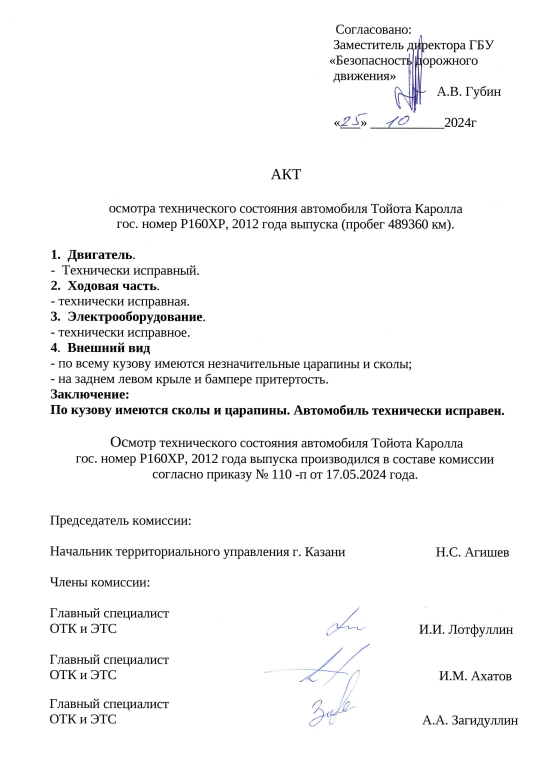 Согласовано:
Заместитель директора ГБУ
«Безопасность дорожного
движения»
А.В. Губин
«25» 10 2024г
АКТ
осмотра технического состояния автомобиля Тойота Каролла
гос. номер Р160ХР, 2012 года выпуска (пробег 489360 км).
1. Двигатель.
- Технически исправный.
2. Ходовая часть.
- технически исправная.
3. Электрооборудование.
- технически исправное.
4. Внешний вид
- по всему кузову имеются незначительные царапины и сколы;
- на заднем левом крыле и бампере притертость.
Заключение:
По кузову имеются сколы и царапины. Автомобиль технически исправен.
Осмотр технического состояния автомобиля Тойота Каролла
гос. номер Р160ХР, 2012 года выпуска производился в составе комиссии
согласно приказу № 110 -п от 17.05.2024 года.
Председатель комиссии:
Начальник территориального управления г. Казани Н.С. Агишев
Члены комиссии:
Главный специалист
ОТК и ЭТС И.И. Лотфуллин
Главный специалист
ОТК и ЭТС И.М. Ахатов
Главный специалист
ОТК и ЭТС А.А. Загидуллин